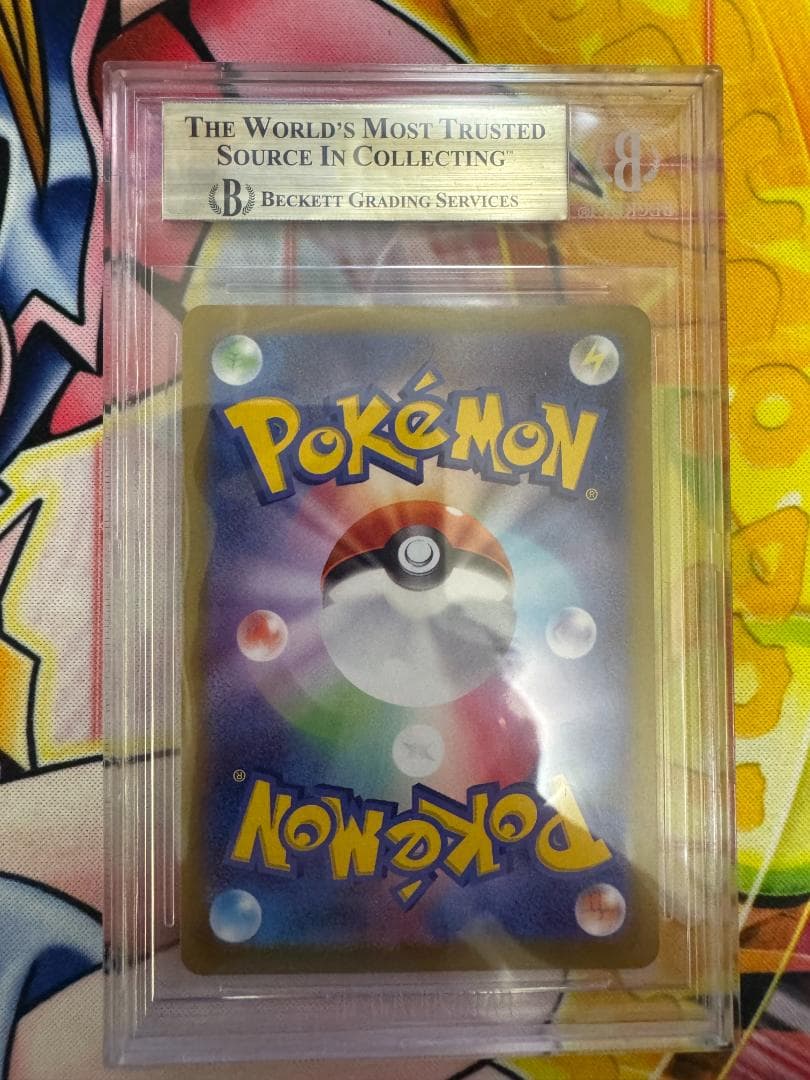 THE WORLD'S MOST TRUSTED
SOURCE IN COLLECTING™
B BECKETT GRADING SERVICES
B
POKéMON®
POKéMON®